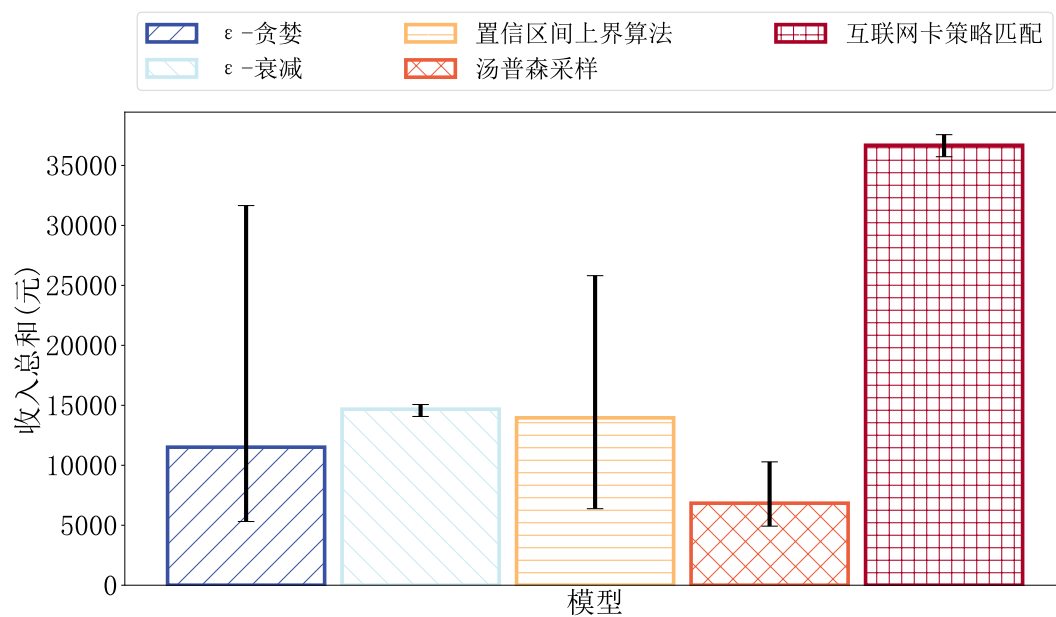 ε-贪婪
ε-衰减
置信区间上界算法
汤普森采样
互联网卡策略匹配
收入总和(元)
35000
30000
25000
20000
15000
10000
5000
0
模型